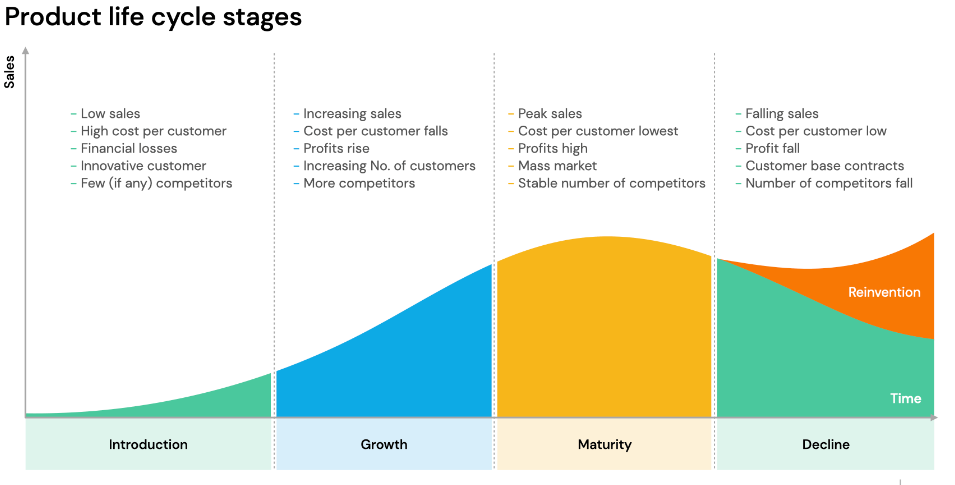 Product life cycle stages
Sales
– Low sales
– High cost per customer
– Financial losses
– Innovative customer
– Few (if any) competitors
– Increasing sales
– Cost per customer falls
– Profits rise
– Increasing No. of customers
– More competitors
– Peak sales
– Cost per customer lowest
– Profits high
– Mass market
– Stable number of competitors
– Falling sales
– Cost per customer low
– Profit fall
– Customer base contracts
– Number of competitors fall
Reinvention
Time
Introduction
Growth
Maturity
Decline